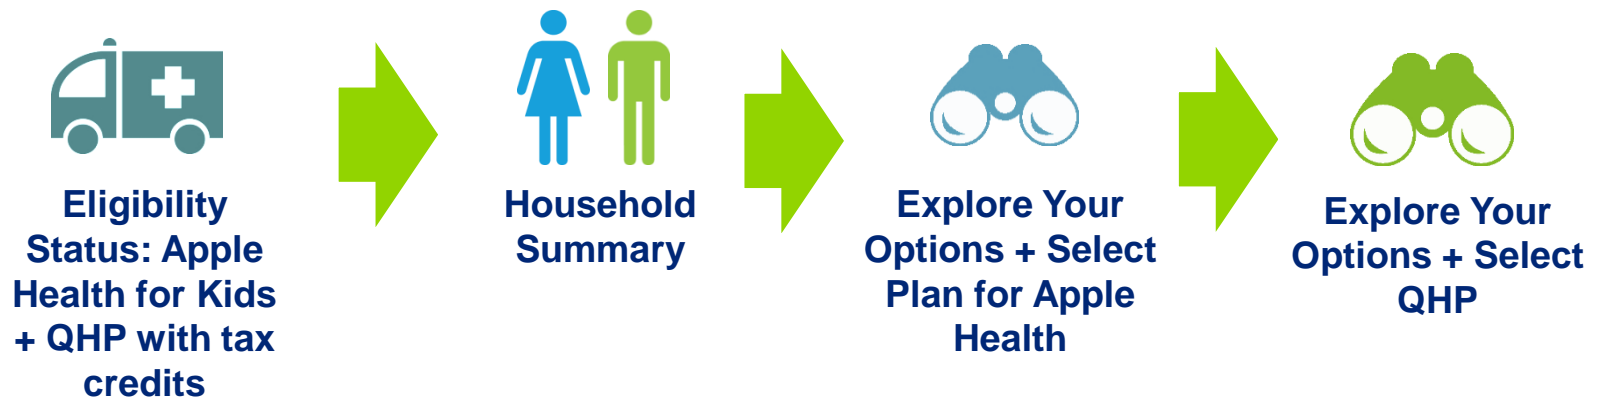 Eligibility
Status: Apple
Health for Kids
+ QHP with tax
credits
Household
Summary
Explore Your
Options + Select
Plan for Apple
Health
Explore Your
Options + Select
QHP